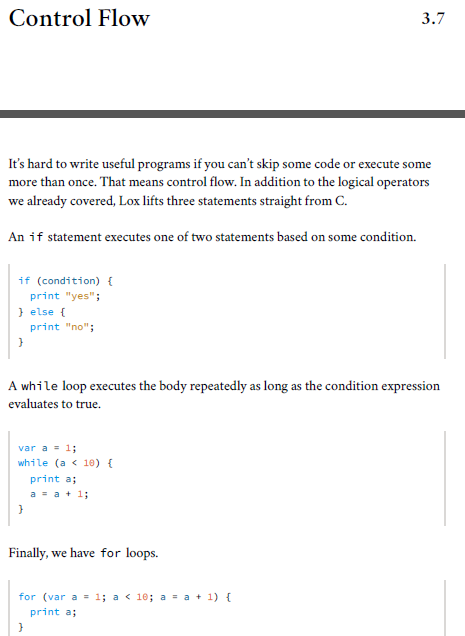 Control Flow 3.7
It’s hard to write useful programs if you can’t skip some code or execute some
more than once. That means control flow. In addition to the logical operators
we already covered, Lox lifts three statements straight from C.
An if statement executes one of two statements based on some condition.
if (condition) {
  print "yes";
} else {
  print "no";
}
A while loop executes the body repeatedly as long as the condition expression
evaluates to true.
var a = 1;
while (a < 10) {
  print a;
  a = a + 1;
}
Finally, we have for loops.
for (var a = 1; a < 10; a = a + 1) {
  print a;
}